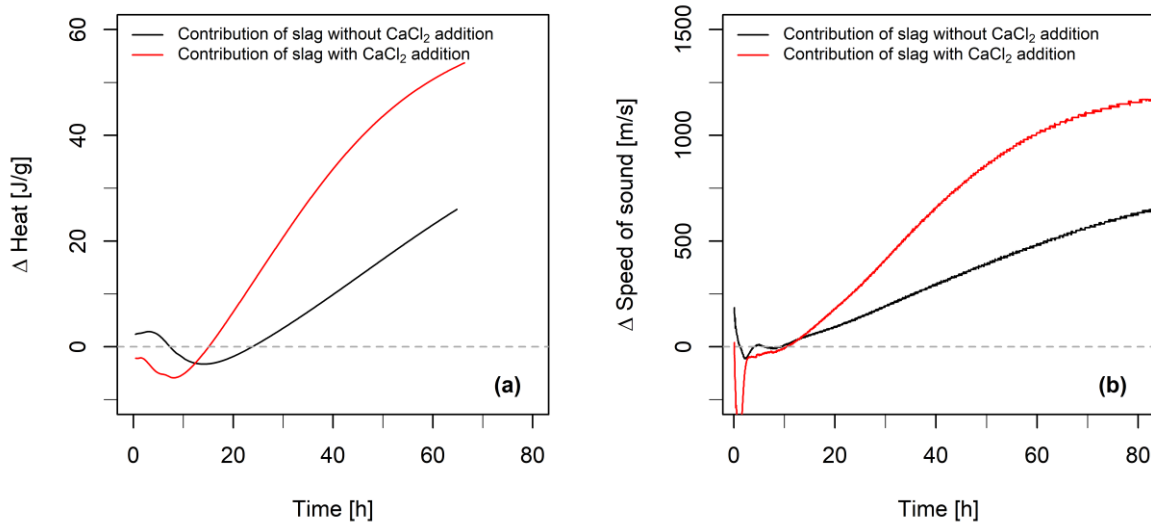 Contribution of slag without CaCl₂ addition
Contribution of slag with CaCl₂ addition
Δ Heat [J/g]
60
40
20
0
(a)
0 20 40 60 80
Time [h]
Contribution of slag without CaCl₂ addition
Contribution of slag with CaCl₂ addition
Δ Speed of sound [m/s]
1500
1000
500
0
(b)
0 20 40 60 80
Time [h]